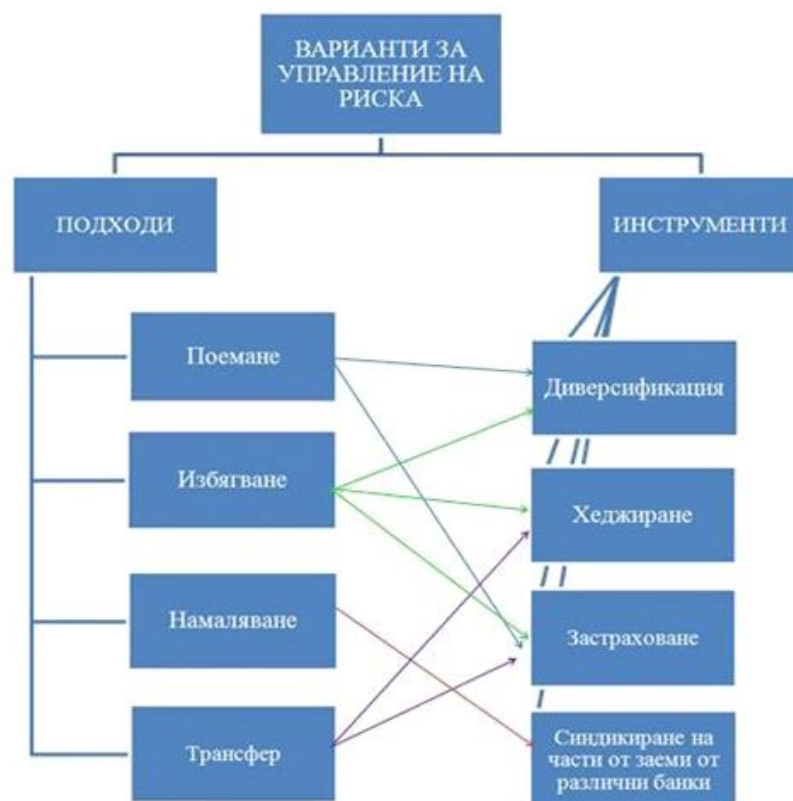 ВАРИАНТИ ЗА
УПРАВЛЕНИЕ НА
РИСКА
ПОДХОДИ
ИНСТРУМЕНТИ
Поемане
Диверсификация
Избягване
Хеджиране
Намаляване
Застраховане
Трансфер
Синдикиране на
части от заеми от
различни банки